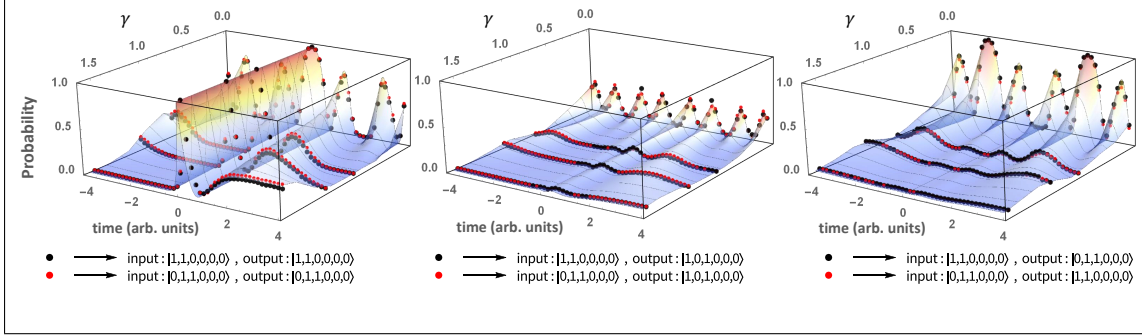 γ 0.0 0.5 1.0 1.5
1.0 0.5 0.0
Probability
−4 −2 0 2 4
time (arb. units)
input:|1,1,0,0,0⟩ , output:|1,1,0,0,0⟩
input:|0,1,1,0,0,0⟩ , output:|0,1,1,0,0⟩
γ 0.0 0.5 1.0 1.5
1.0 0.5 0.0
−4 −2 0 2 4
time (arb. units)
input:|1,1,0,0,0⟩ , output:|1,0,1,0,0,0⟩
input:|0,1,1,0,0,0⟩ , output:|1,0,1,0,0,0⟩
γ 0.0 0.5 1.0 1.5
1.0 0.5 0.0
−4 −2 0 2 4
time (arb. units)
input:|1,1,0,0,0⟩ , output:|0,1,1,0,0,0⟩
input:|0,1,1,0,0,0⟩ , output:|1,1,0,0,0⟩